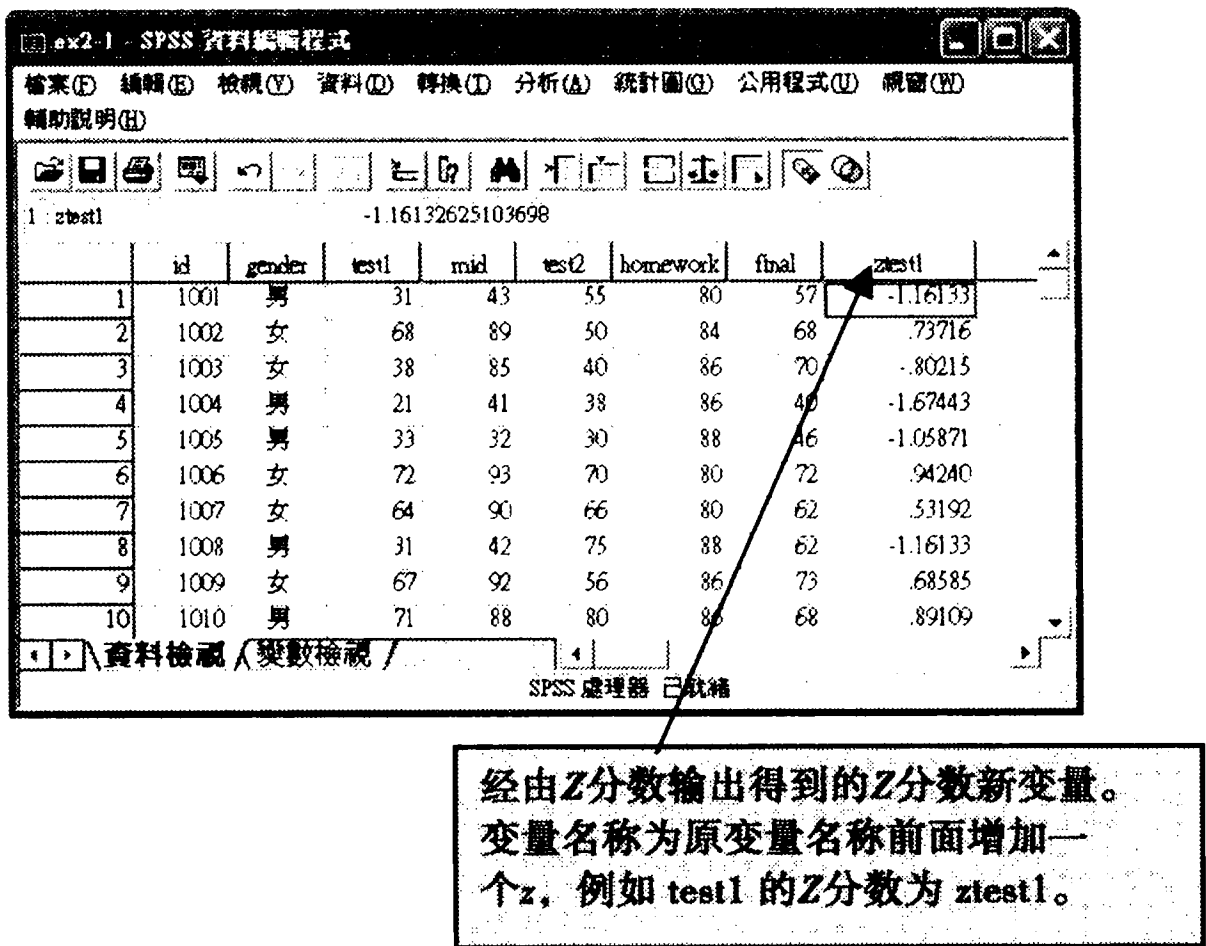 ex2-1 - SPSS 資料編輯程式
檔案(F) 編輯(E) 檢視(V) 資料(D) 轉換(T) 分析(A) 統計圖(G) 公用程式(U) 視窗(W)
輔助説明(H)
1 : ztest1 -1.16132625103698
id gender test1 mid test2 homework final ztest1
1 1001 男 31 43 55 80 57 -1.16133
2 1002 女 68 89 50 84 68 .73716
3 1003 女 38 85 40 86 70 -.80215
4 1004 男 21 41 38 86 40 -1.67443
5 1005 男 33 32 30 88 46 -1.05871
6 1006 女 72 93 70 80 72 .94240
7 1007 女 64 90 66 80 62 .53192
8 1008 男 31 42 75 88 62 -1.16133
9 1009 女 67 92 56 86 73 .68585
10 1010 男 71 88 80 86 68 .89109
資料檢視 變數檢視
SPSS 處理器 已就緒
经由Z分数输出得到的Z分数新变量。
变量名称为原变量名称前面增加一
个z，例如 test1 的Z分数为 ztest1。